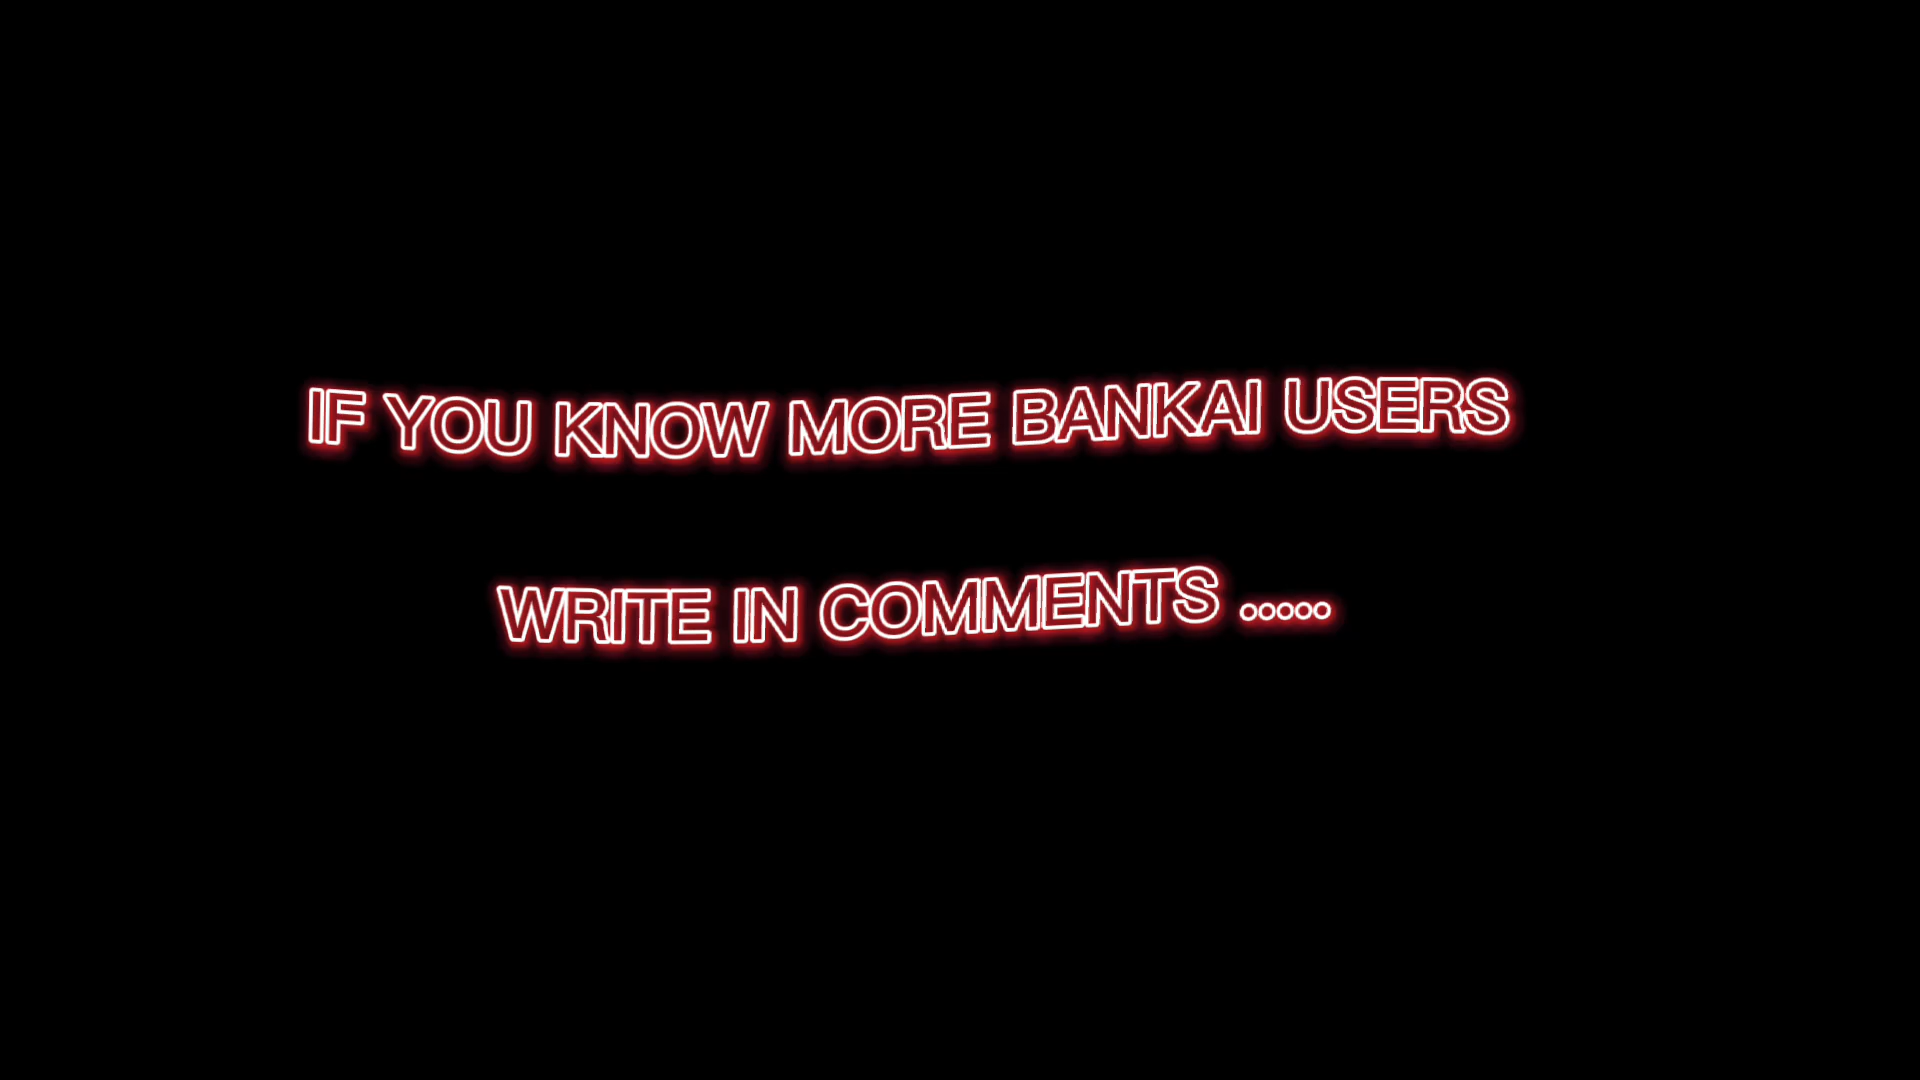 IF YOU KNOW MORE BANKAI USERS
WRITE IN COMMENTS .....